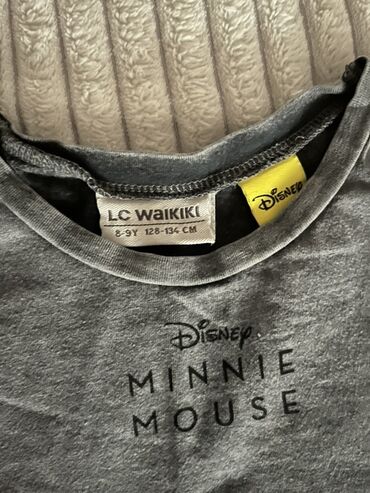 LC WAIKIKI
8-9Y 128-134 CM
Disney
Disney
MINNIE
MOUSE